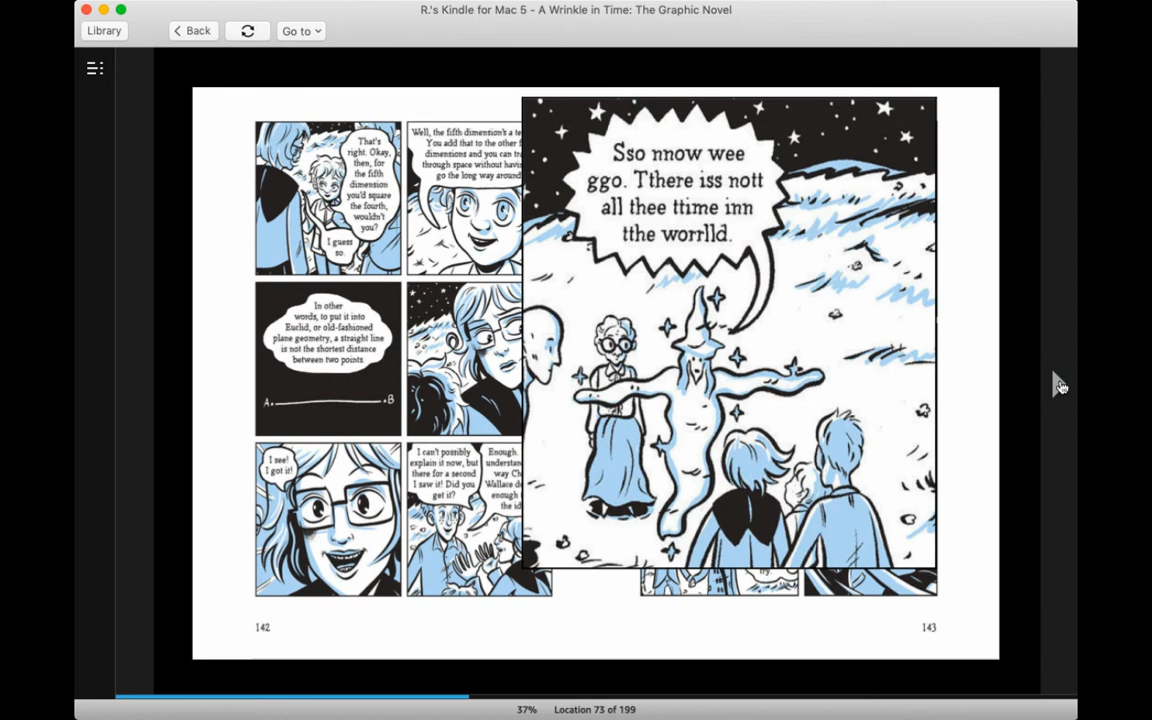 R.'s Kindle for Mac 5 - A Wrinkle in Time: The Graphic Novel
Library
Back
Go to
That's
right. Okay,
then, for
the fifth
dimension
you'd square
the fourth,
wouldn't
you?
I guess
so.
Well, the fifth dimension's a
You add that to the other
dimensions and you can
through space without
go the long way around
In other
words, to put it into
Euclid, or old-fashioned
plane geometry, a straight line
is not the shortest distance
between two points.
A.
.B
I see!
I got it!
I can't possibly
explain it now, but
there for a second
I saw it! Did you
get it?
Enough.
way
Wallace
enough
the
Sso nnow wee
ggo. Tthere iss nott
all thee ttime inn
tthe worrlld.
142
143
37%
Location 73 of 199